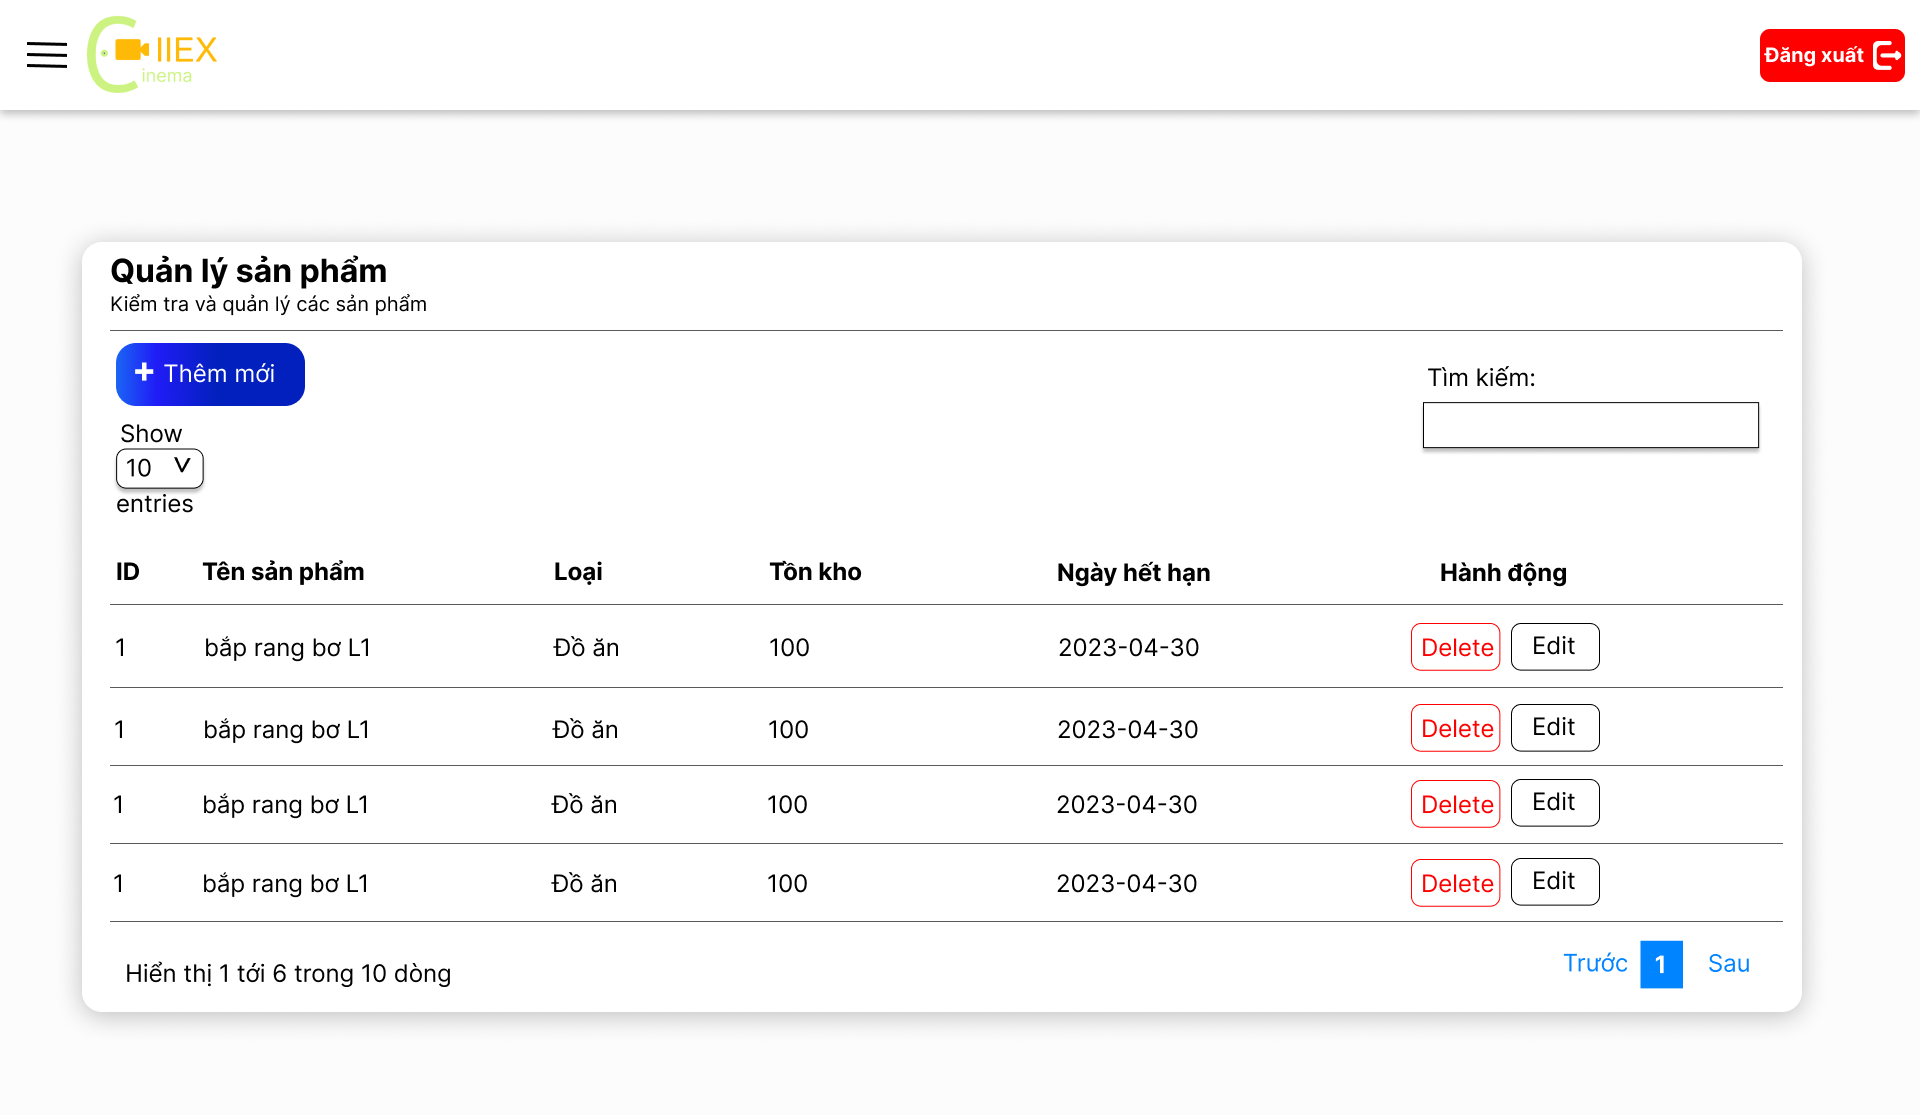 IIEX
inema
Đăng xuất
Quản lý sản phẩm
Kiểm tra và quản lý các sản phẩm
+ Thêm mới
Tìm kiếm:
Show
10 V
entries
ID Tên sản phẩm Loại Tồn kho Ngày hết hạn Hành động
1 bắp rang bơ L1 Đồ ăn 100 2023-04-30 Delete Edit
1 bắp rang bơ L1 Đồ ăn 100 2023-04-30 Delete Edit
1 bắp rang bơ L1 Đồ ăn 100 2023-04-30 Delete Edit
1 bắp rang bơ L1 Đồ ăn 100 2023-04-30 Delete Edit
Hiển thị 1 tới 6 trong 10 dòng
Trước 1 Sau